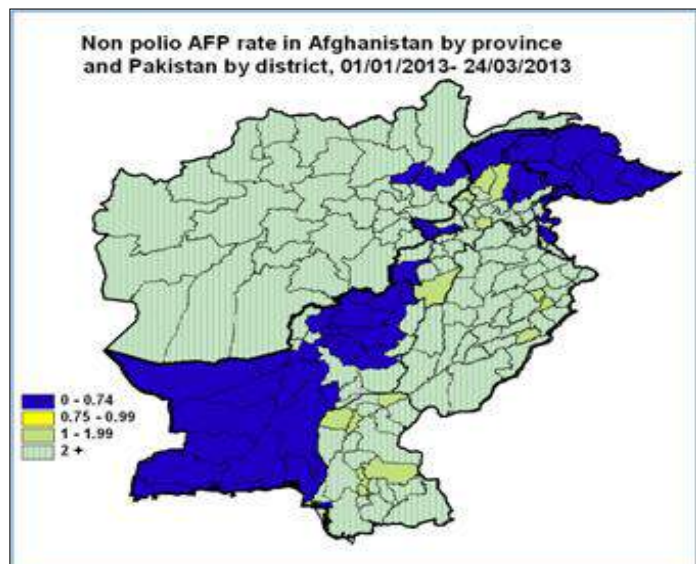 Non polio AFP rate in Afghanistan by province
and Pakistan by district, 01/01/2013- 24/03/2013
0 - 0.74
0.75 - 0.99
1 - 1.99
2 +